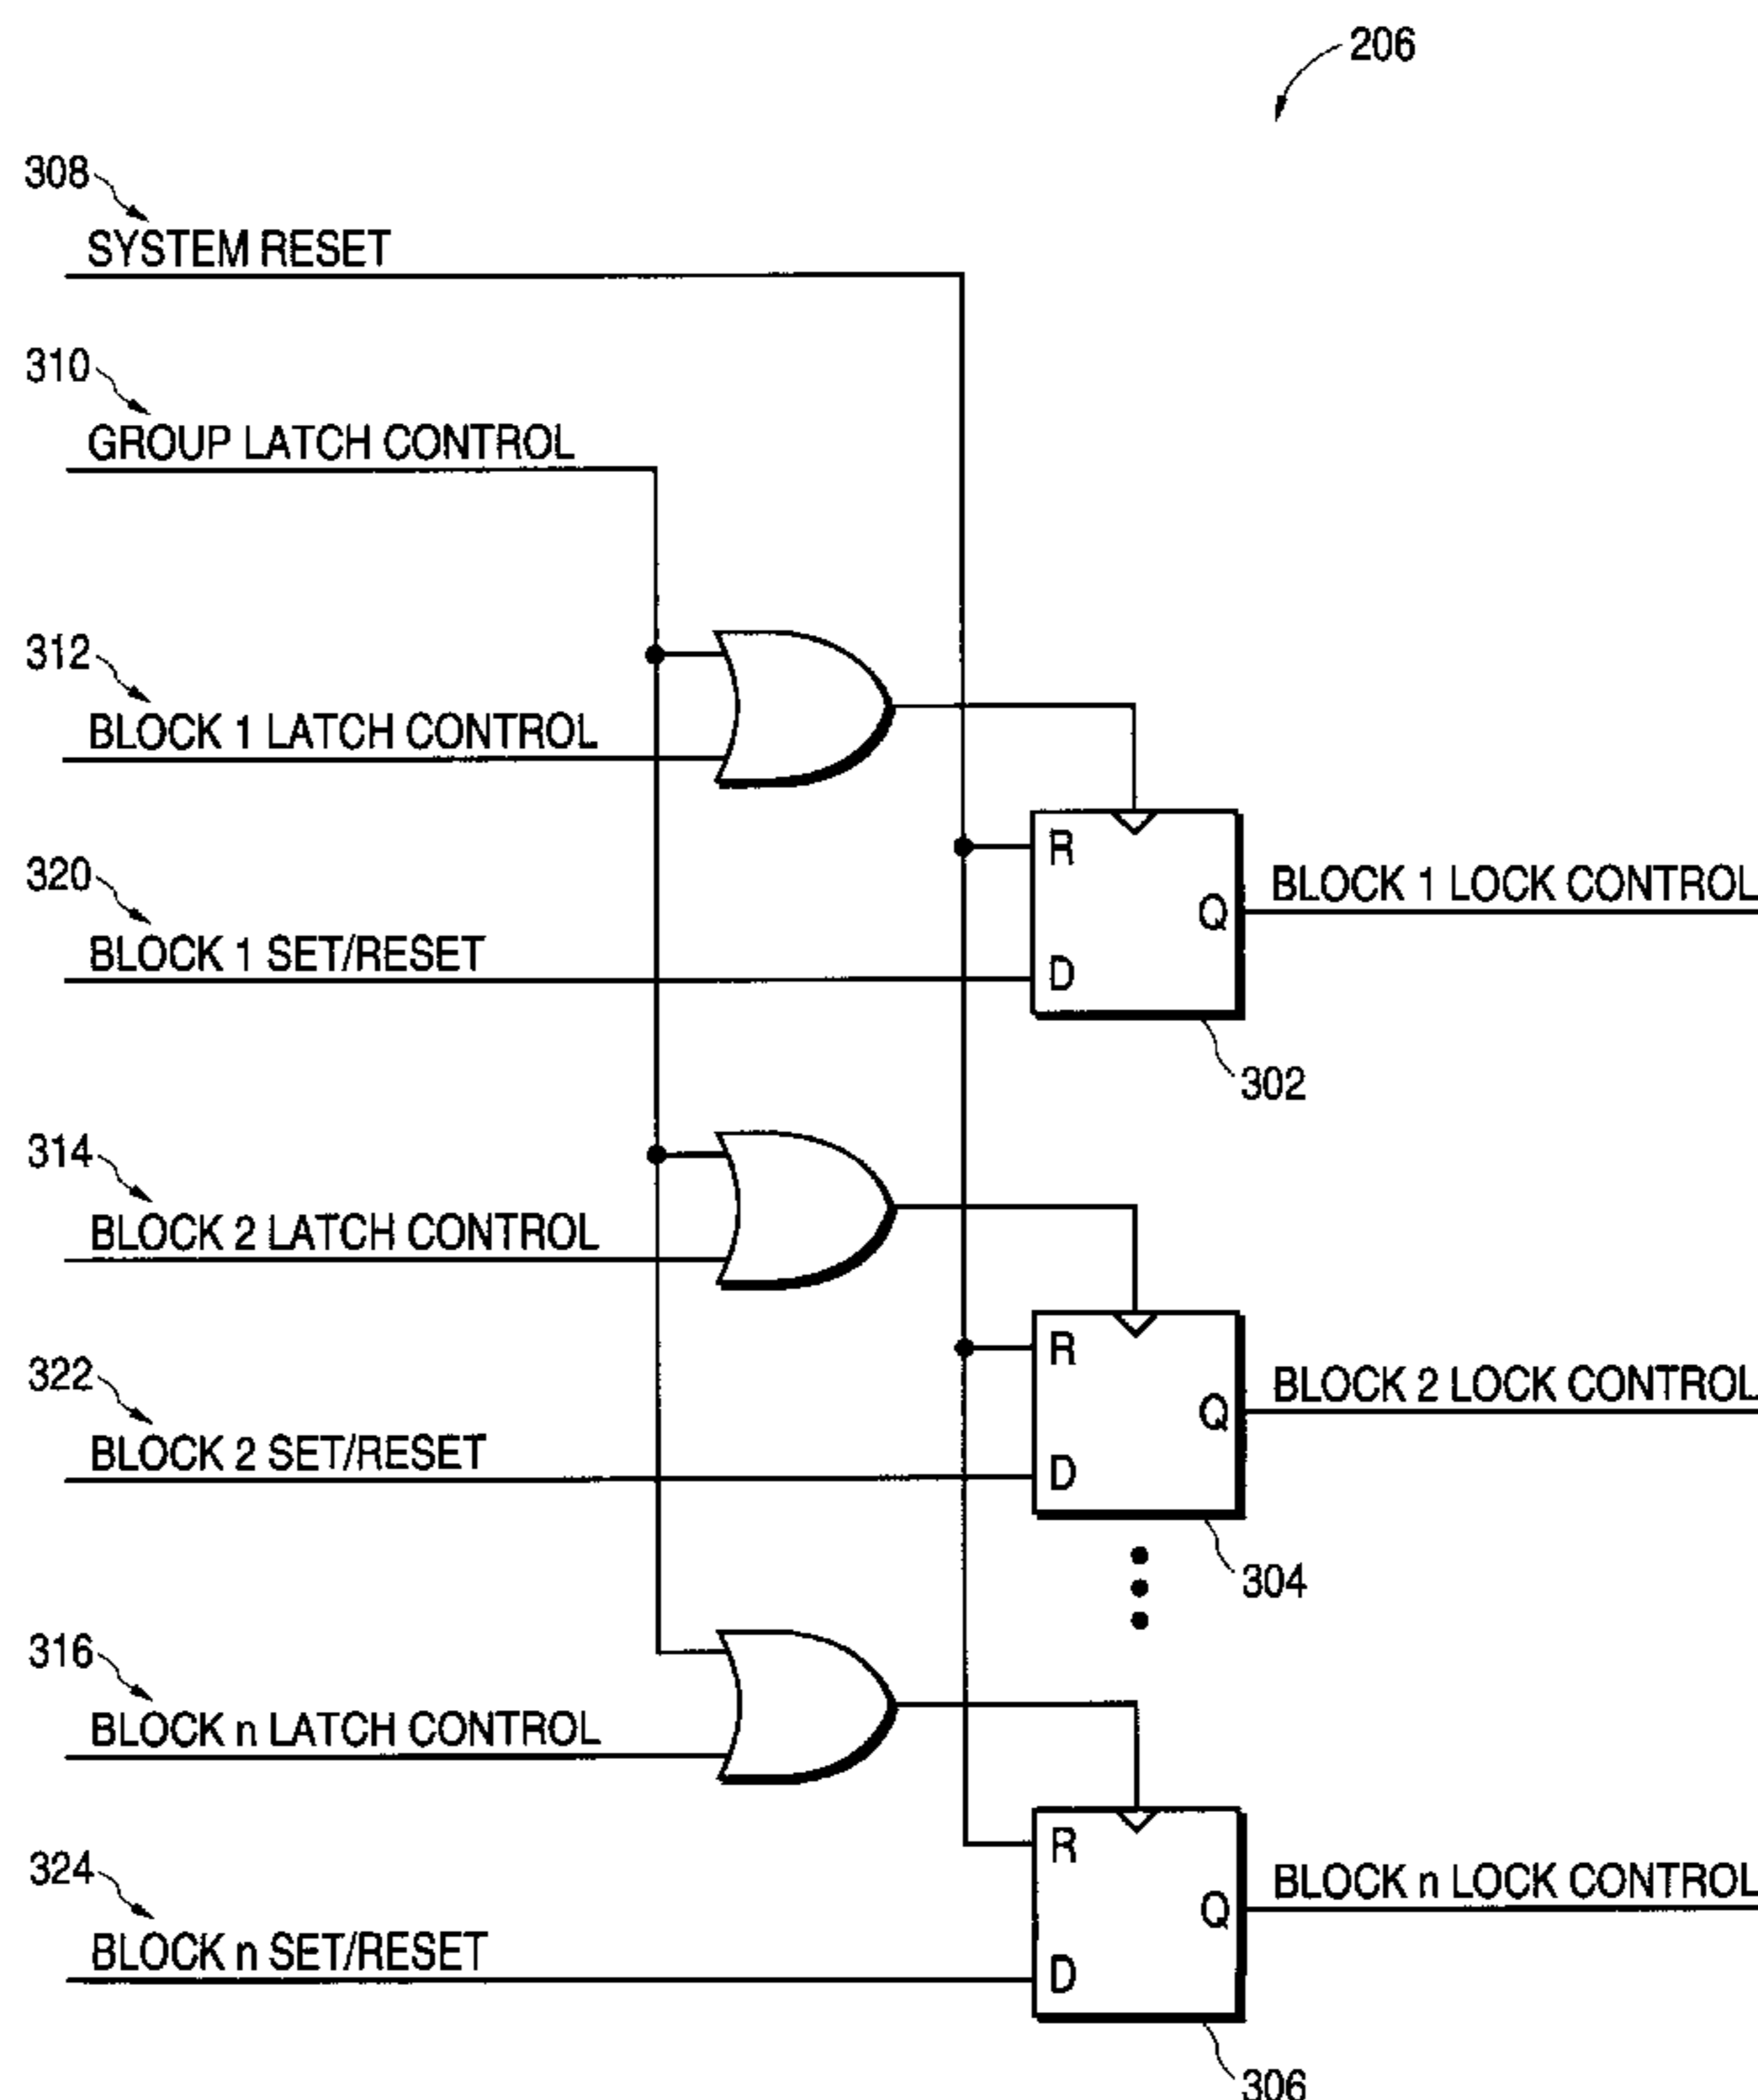 206
308
SYSTEM RESET
310
GROUP LATCH CONTROL
312
BLOCK 1 LATCH CONTROL
R
320
BLOCK 1 LOCK CONTROL
Q
BLOCK 1 SET/RESET
D
302
314
BLOCK 2 LATCH CONTROL
R
322
BLOCK 2 LOCK CONTROL
Q
BLOCK 2 SET/RESET
D
304
316
BLOCK n LATCH CONTROL
R
324
BLOCK n LOCK CONTROL
Q
BLOCK n SET/RESET
D
306